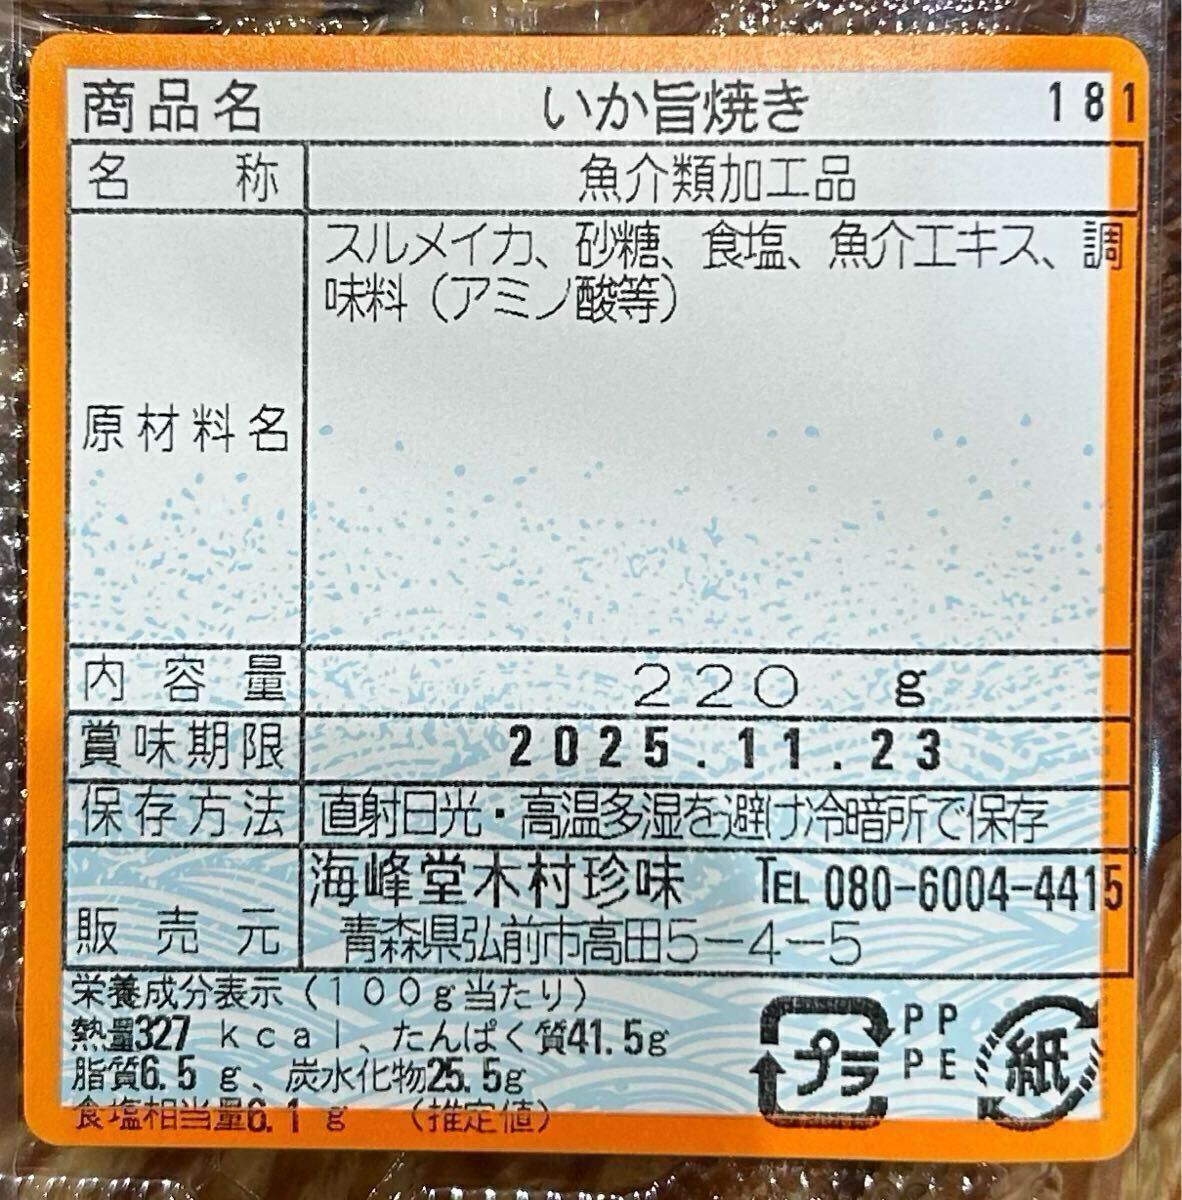 商品名 いか旨焼き 181
名称 魚介類加工品
原材料名 スルメイカ、砂糖、食塩、魚介エキス、調
味料（アミノ酸等）
内容量 220 g
賞味期限 2025.11.23
保存方法 直射日光・高温多湿を避け冷暗所で保存
販売元 海峰堂木村珍味 TEL 080-6004-4415
青森県弘前市高田5-4-5
栄養成分表示（100g当たり）
熱量327 kcal、たんぱく質41.5g
脂質6.5 g、炭水化物25.5g
食塩相当量6.1 g （推定値）
プラ PP
PE
紙